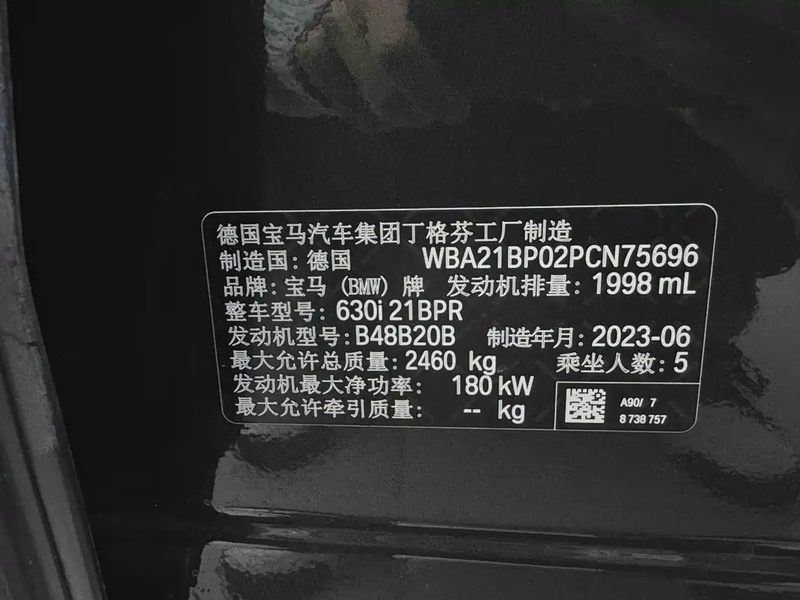 德国宝马汽车集团丁格芬工厂制造
制造国: 德国 WBA21BP02PCN75696
品牌: 宝马 (BMW) 牌 发动机排量: 1998 mL
整车型号: 630i 21BPR
发动机型号: B48B20B 制造年月: 2023-06
最大允许总质量: 2460 kg 乘坐人数: 5
发动机最大净功率: 180 kW
最大允许牵引质量: -- kg
A90/ 7
8 738 757